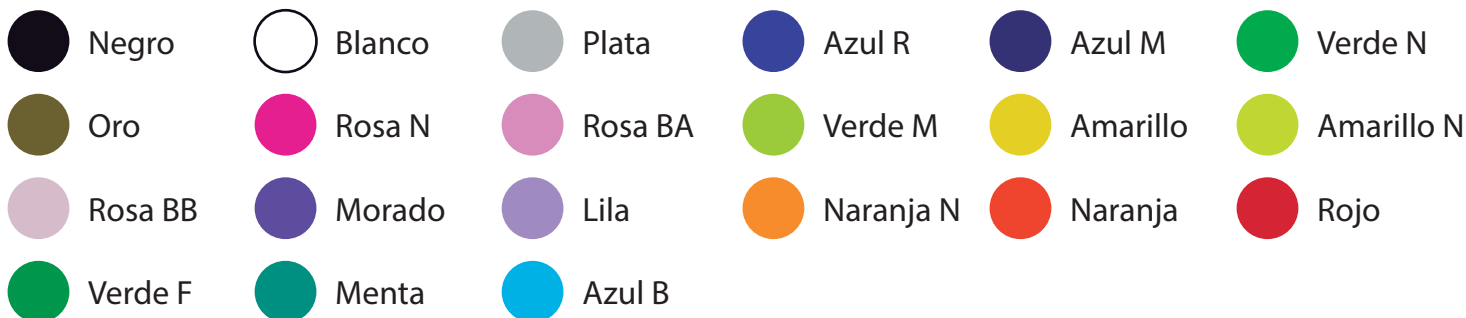 Negro Blanco Plata Azul R Azul M Verde N
Oro Rosa N Rosa BA Verde M Amarillo Amarillo N
Rosa BB Morado Lila Naranja N Naranja Rojo
Verde F Menta Azul B